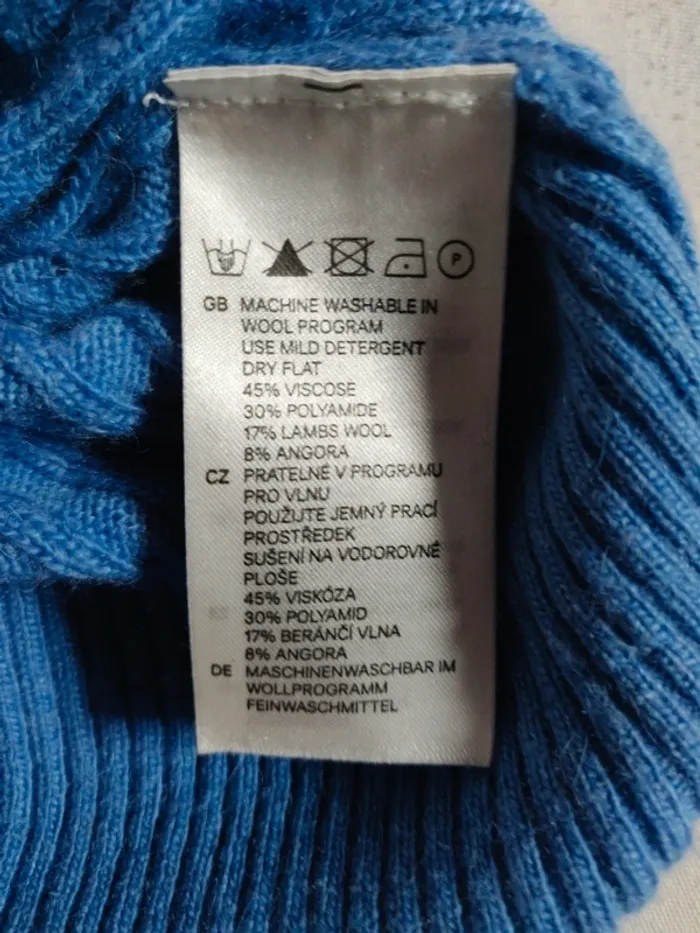 P
GB MACHINE WASHABLE IN
WOOL PROGRAM
USE MILD DETERGENT
DRY FLAT
45% VISCOSE
30% POLYAMIDE
17% LAMBS WOOL
8% ANGORA
CZ PRATELNÉ V PROGRAMU
PRO VLNU
POUŽIJTE JEMNÝ PRACÍ
PROSTŘEDEK
SUŠENÍ NA VODOROVNÉ
PLOŠE
45% VISKÓZA
30% POLYAMID
17% BERÁNČÍ VLNA
8% ANGORA
DE MASCHINENWASCHBAR IM
WOLLPROGRAMM
FEINWASCHMITTEL